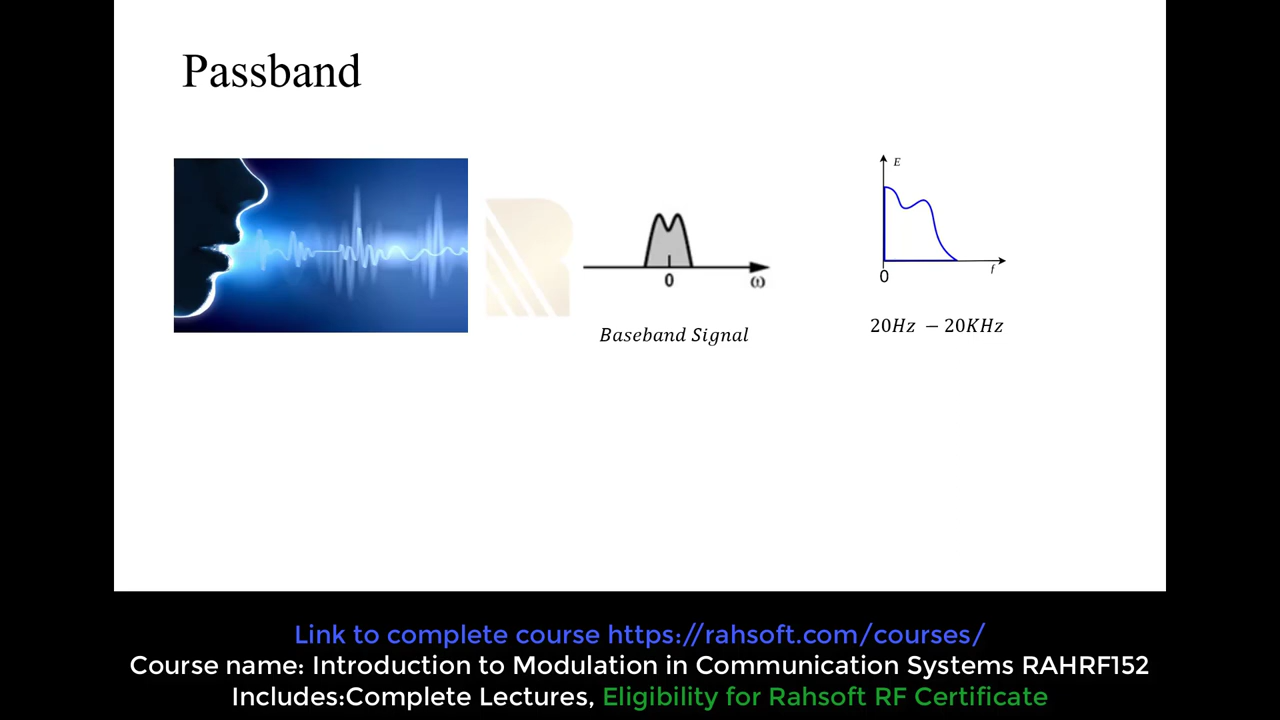 Passband
E
f
0
0
ω
Baseband Signal
20Hz – 20KHz
Link to complete course https://rahsoft.com/courses/
Course name: Introduction to Modulation in Communication Systems RAHRF152
Includes:Complete Lectures, Eligibility for Rahsoft RF Certificate